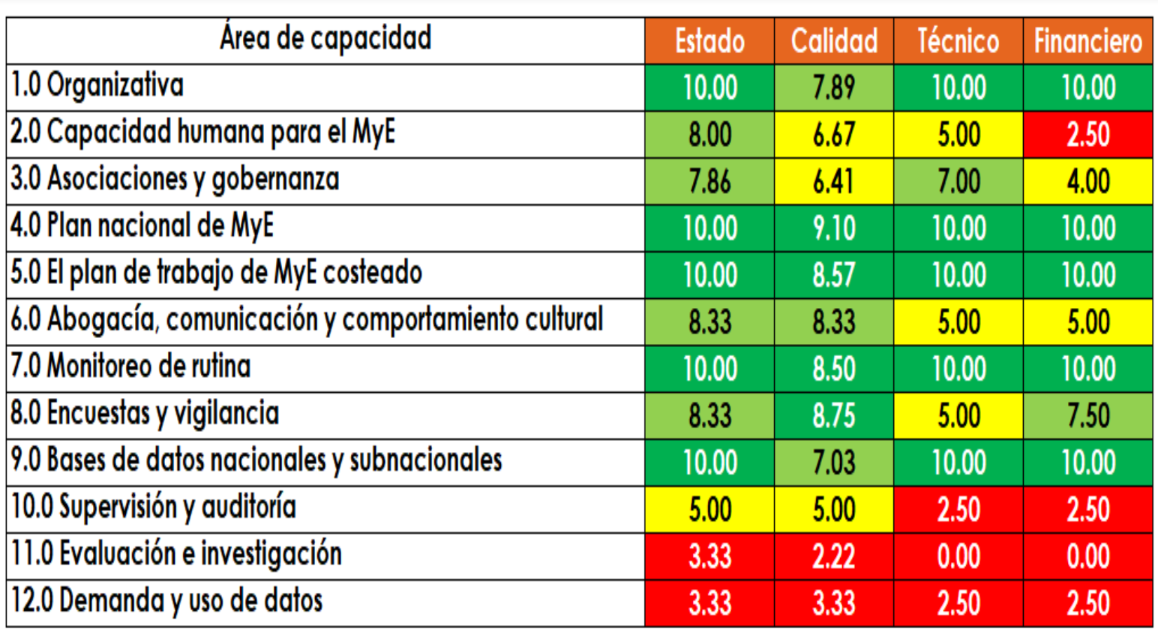 Área de capacidad Estado Calidad Técnico Financiero
1.0 Organizativa 10.00 7.89 10.00 10.00
2.0 Capacidad humana para el MyE 8.00 6.67 5.00 2.50
3.0 Asociaciones y gobernanza 7.86 6.41 7.00 4.00
4.0 Plan nacional de MyE 10.00 9.10 10.00 10.00
5.0 El plan de trabajo de MyE costeado 10.00 8.57 10.00 10.00
6.0 Abogacía, comunicación y comportamiento cultural 8.33 8.33 5.00 5.00
7.0 Monitoreo de rutina 10.00 8.50 10.00 10.00
8.0 Encuestas y vigilancia 8.33 8.75 5.00 7.50
9.0 Bases de datos nacionales y subnacionales 10.00 7.03 10.00 10.00
10.0 Supervisión y auditoría 5.00 5.00 2.50 2.50
11.0 Evaluación e investigación 3.33 2.22 0.00 0.00
12.0 Demanda y uso de datos 3.33 3.33 2.50 2.50